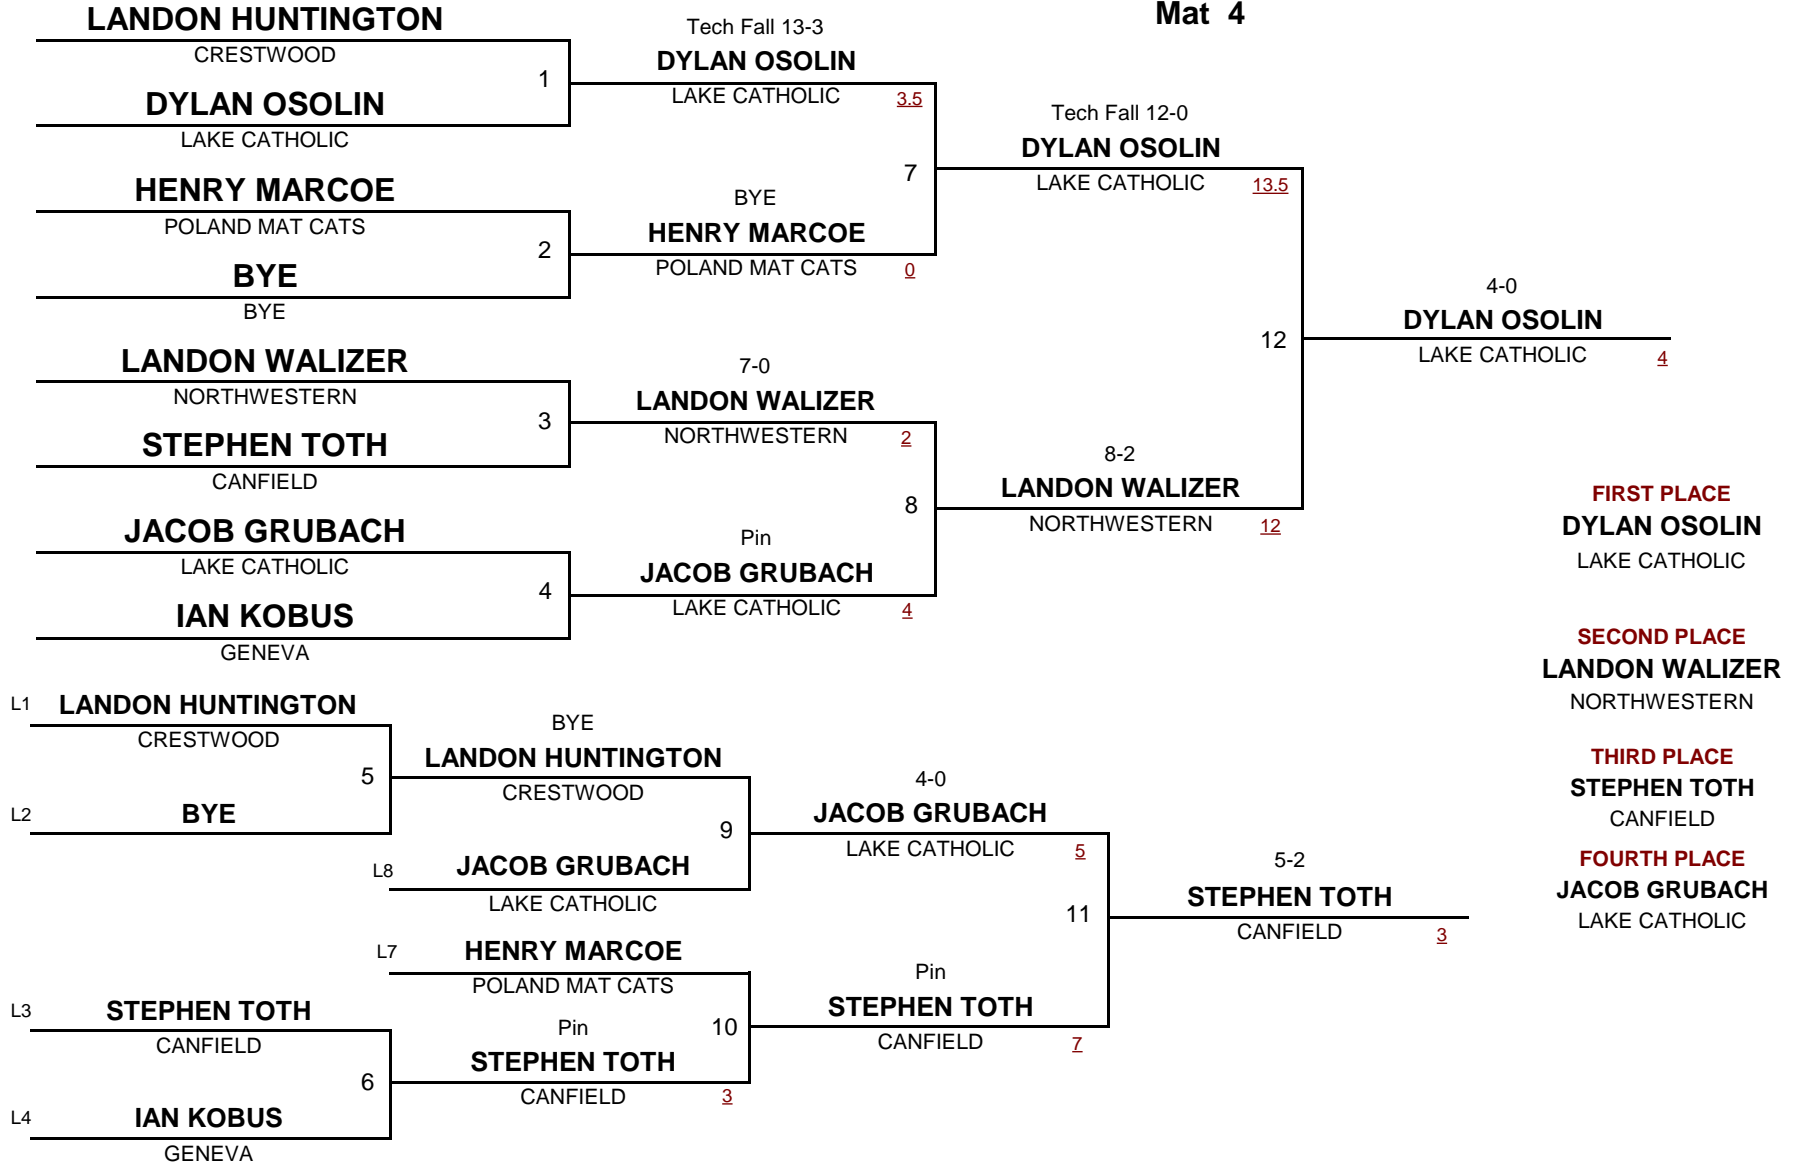 Mat 4
LANDON HUNTINGTON
CRESTWOOD
1
DYLAN OSOLIN
LAKE CATHOLIC
HENRY MARCOE
POLAND MAT CATS
2
BYE
BYE
LANDON WALIZER
NORTHWESTERN
3
STEPHEN TOTH
CANFIELD
JACOB GRUBACH
LAKE CATHOLIC
4
IAN KOBUS
GENEVA
Tech Fall 13-3
DYLAN OSOLIN
LAKE CATHOLIC 3.5
7
BYE
HENRY MARCOE
POLAND MAT CATS 0
7-0
LANDON WALIZER
NORTHWESTERN 2
8
Pin
JACOB GRUBACH
LAKE CATHOLIC 4
Tech Fall 12-0
DYLAN OSOLIN
LAKE CATHOLIC 13.5
12
8-2
LANDON WALIZER
NORTHWESTERN 12
4-0
DYLAN OSOLIN
LAKE CATHOLIC 4
FIRST PLACE
DYLAN OSOLIN
LAKE CATHOLIC
SECOND PLACE
LANDON WALIZER
NORTHWESTERN
THIRD PLACE
STEPHEN TOTH
CANFIELD
FOURTH PLACE
JACOB GRUBACH
LAKE CATHOLIC
L1 LANDON HUNTINGTON
CRESTWOOD
5
L2 BYE
L3 STEPHEN TOTH
CANFIELD
6
L4 IAN KOBUS
GENEVA
BYE
LANDON HUNTINGTON
CRESTWOOD
9
L8 JACOB GRUBACH
LAKE CATHOLIC
L7 HENRY MARCOE
POLAND MAT CATS
10
Pin
STEPHEN TOTH
CANFIELD 3
4-0
JACOB GRUBACH
LAKE CATHOLIC 5
11
Pin
STEPHEN TOTH
CANFIELD 7
5-2
STEPHEN TOTH
CANFIELD 3